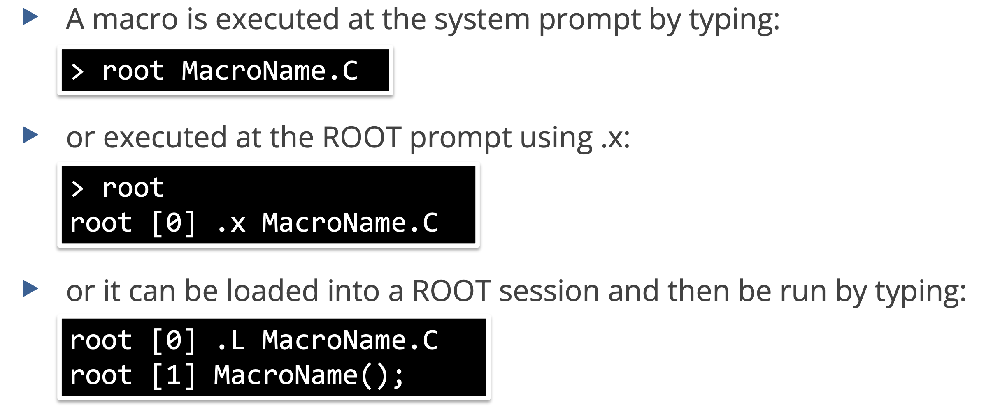 A macro is executed at the system prompt by typing:
> root MacroName.C
or executed at the ROOT prompt using .x:
> root
root [0] .x MacroName.C
or it can be loaded into a ROOT session and then be run by typing:
root [0] .L MacroName.C
root [1] MacroName();